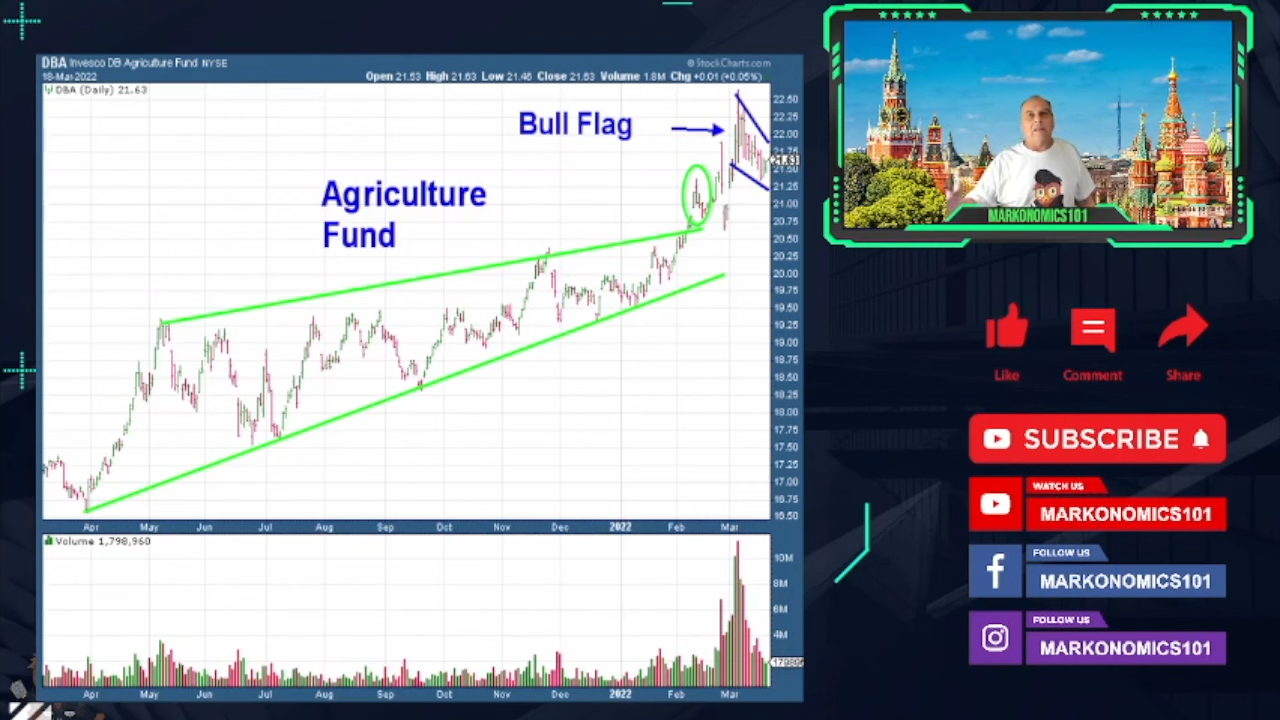 DBA Invesco DB Agriculture Fund NYSE
© StockCharts.com
18-Mar-2022
Open 21.53 High 21.63 Low 21.46 Close 21.63 Volume 1.8M Chg +0.01 (+0.05%)
DBA (Daily) 21.63
Bull Flag
Agriculture
Fund
22.50
22.25
22.00
21.75
21.63
21.50
21.25
21.00
20.75
20.50
20.25
20.00
19.75
19.50
19.25
19.00
18.75
18.50
18.25
18.00
17.75
17.50
17.25
17.00
16.75
16.50
Apr May Jun Jul Aug Sep Oct Nov Dec 2022 Feb Mar
Volume 1,798,960
10M
8M
6M
4M
Apr May Jun Jul Aug Sep Oct Nov Dec 2022 Feb Mar
MARKONOMICS101
Like Comment Share
SUBSCRIBE
WATCH US
MARKONOMICS101
FOLLOW US
MARKONOMICS101
FOLLOW US
MARKONOMICS101